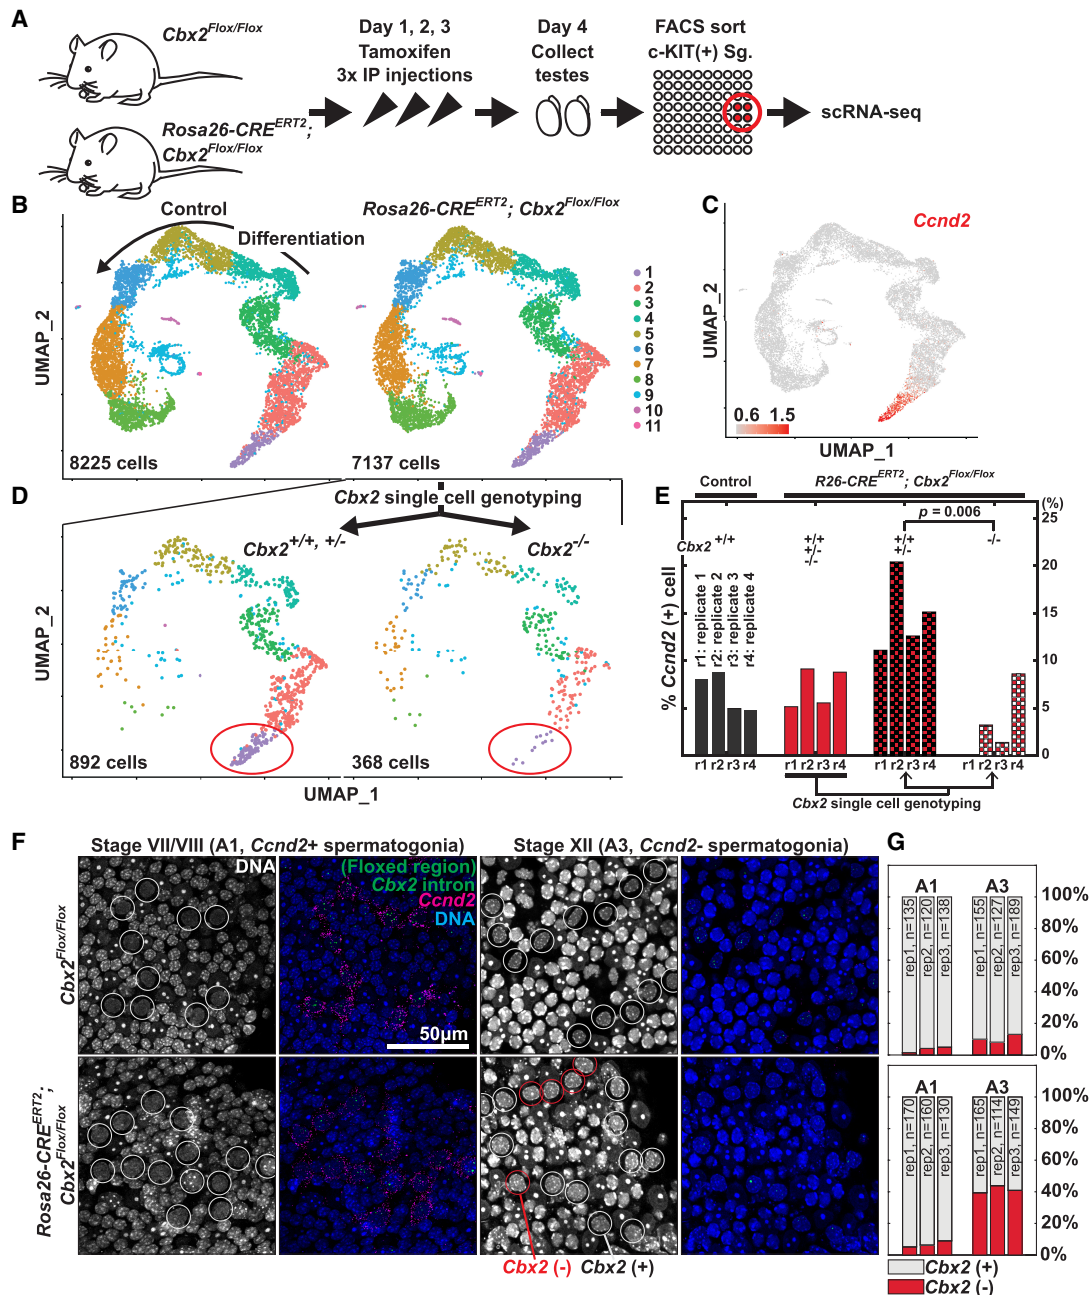 A
Cbx2Flox/Flox
Rosa26-CREERT2;
Cbx2Flox/Flox
Day 1, 2, 3
Tamoxifen
3x IP injections
Day 4
Collect
testes
FACS sort
c-KIT(+) Sg.
scRNA-seq
B
Control
Differentiation
Rosa26-CREERT2; Cbx2Flox/Flox
UMAP_2
8225 cells
7137 cells
1
2
3
4
5
6
7
8
9
10
11
C
Ccnd2
UMAP_2
0.6 1.5
UMAP_1
D
Cbx2 single cell genotyping
Cbx2+/+, +/-
Cbx2-/-
UMAP_2
892 cells
368 cells
UMAP_1
E
Control
R26-CREERT2; Cbx2Flox/Flox
(%)
p = 0.006
Cbx2 +/+
+/+
+/-
-/-
+/+
+/-
-/-
% Ccnd2 (+) cell
r1: replicate 1
r2: replicate 2
r3: replicate 3
r4: replicate 4
25
20
15
10
5
0
r1 r2 r3 r4
r1 r2 r3 r4
r1 r2 r3 r4
r1 r2 r3 r4
Cbx2 single cell genotyping
F
Stage VII/VIII (A1, Ccnd2+ spermatogonia)
Stage XII (A3, Ccnd2- spermatogonia)
DNA
(Floxed region)
Cbx2 intron
Ccnd2
DNA
50µm
Cbx2Flox/Flox
Rosa26-CREERT2;
Cbx2Flox/Flox
Cbx2 (-)
Cbx2 (+)
G
A1
A3
rep1, n=135
rep2, n=120
rep3, n=138
rep1, n=155
rep2, n=127
rep3, n=189
100%
80%
60%
40%
20%
0%
A1
A3
rep1, n=170
rep2, n=160
rep3, n=130
rep1, n=165
rep2, n=114
rep3, n=149
100%
80%
60%
40%
20%
0%
Cbx2 (+)
Cbx2 (-)